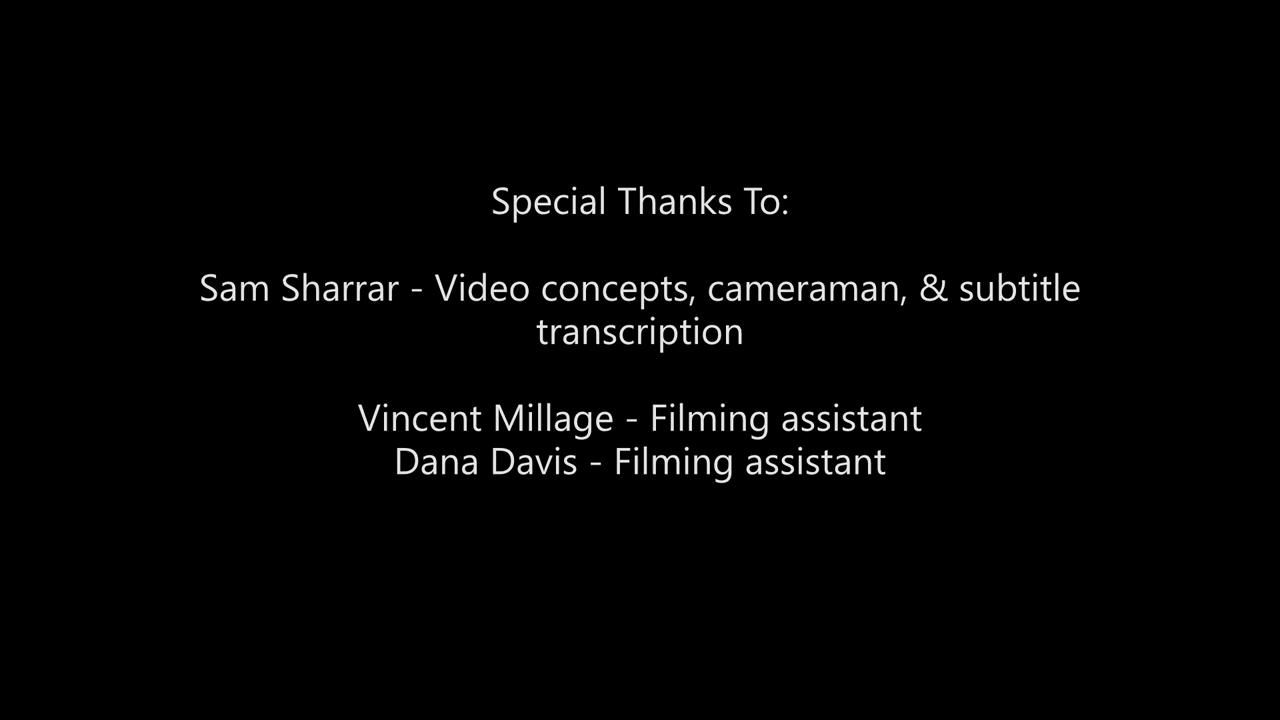 Special Thanks To:
Sam Sharrar - Video concepts, cameraman, & subtitle
transcription
Vincent Millage - Filming assistant
Dana Davis - Filming assistant